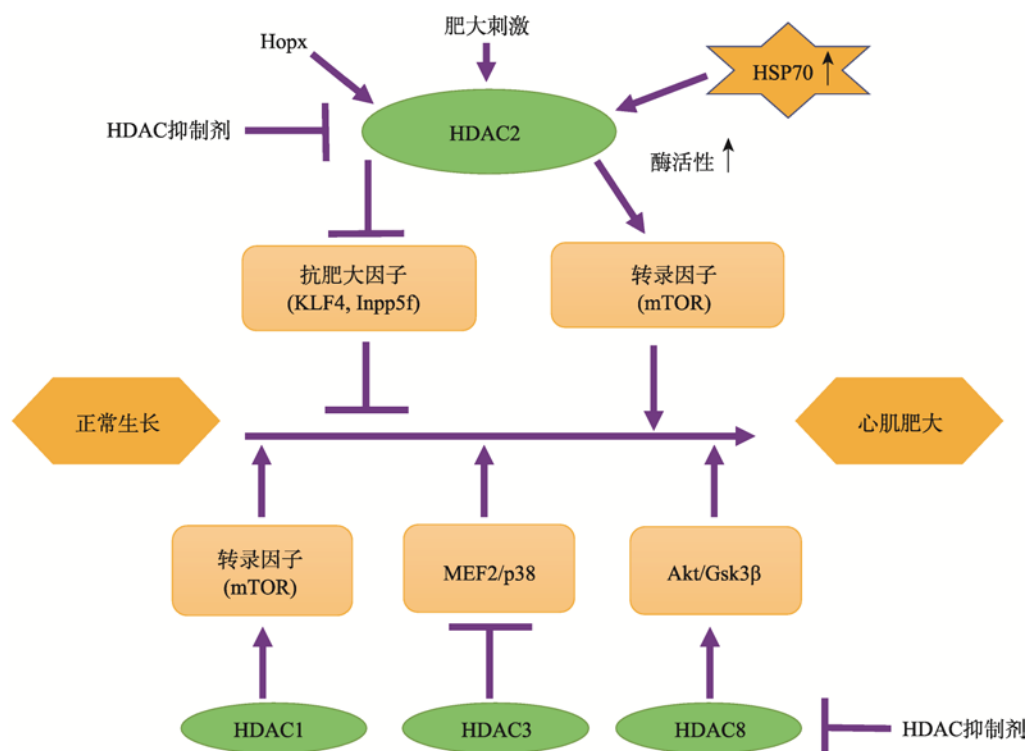 肥大刺激
Hopx
HSP70 ↑
HDAC抑制剂
HDAC2
酶活性 ↑
抗肥大因子
(KLF4, Inpp5f)
转录因子
(mTOR)
正常生长
心肌肥大
转录因子
(mTOR)
MEF2/p38
Akt/Gsk3β
HDAC1
HDAC3
HDAC8
HDAC抑制剂